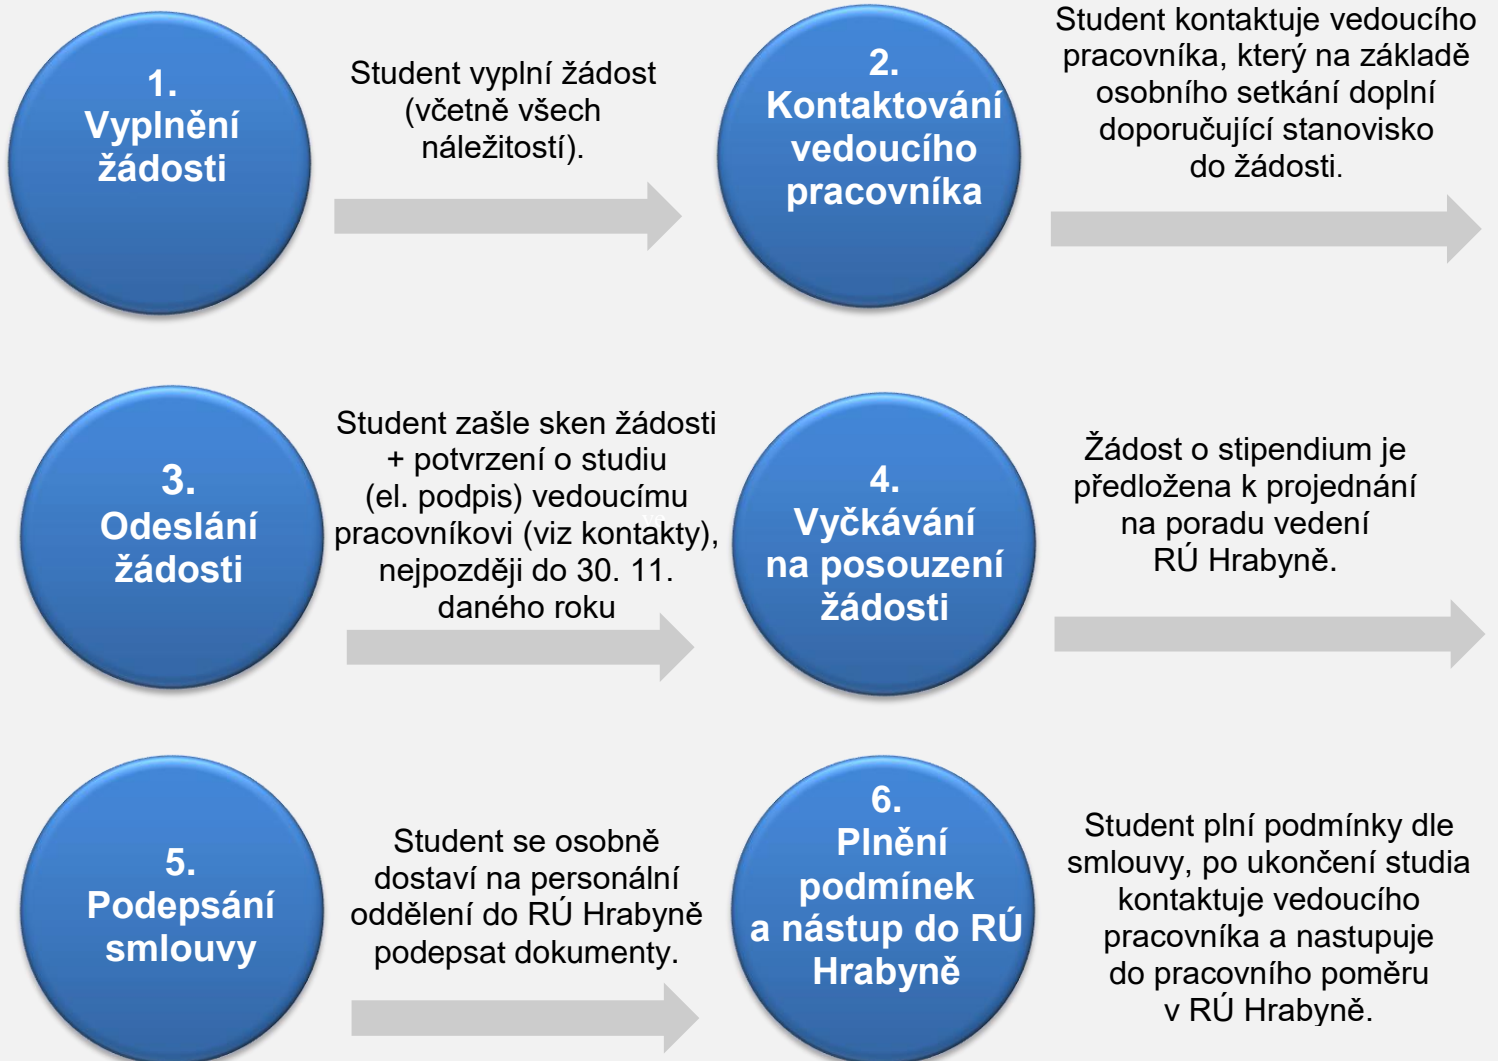 1.
Vyplnění
žádosti
Student vyplní žádost
(včetně všech
náležitostí).
2.
Kontaktování
vedoucího
pracovníka
Student kontaktuje vedoucího
pracovníka, který na základě
osobního setkání doplní
doporučující stanovisko
do žádosti.
3.
Odeslání
žádosti
Student zašle sken žádosti
+ potvrzení o studiu
(el. podpis) vedoucímu
pracovníkovi (viz kontakty),
nejpozději do 30. 11.
daného roku
4.
Vyčkávání
na posouzení
žádosti
Žádost o stipendium je
předložena k projednání
na poradu vedení
RÚ Hrabyně.
5.
Podepsání
smlouvy
Student se osobně
dostaví na personální
oddělení do RÚ Hrabyně
podepsat dokumenty.
6.
Plnění
podmínek
a nástup do RÚ
Hrabyně
Student plní podmínky dle
smlouvy, po ukončení studia
kontaktuje vedoucího
pracovníka a nastupuje
do pracovního poměru
v RÚ Hrabyně.